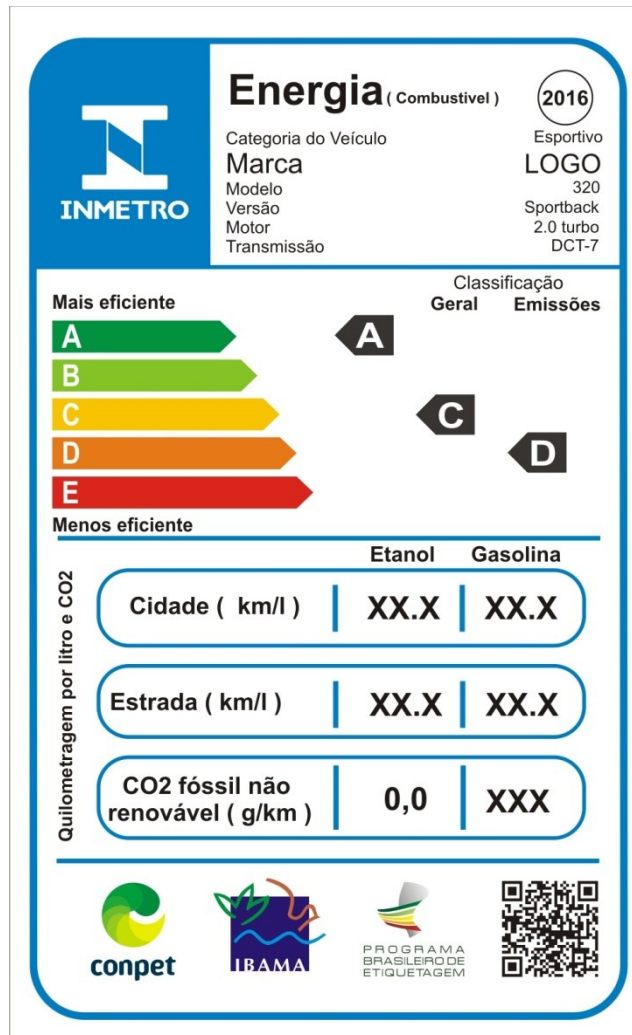 INMETRO
Energia ( Combustivel )
2016
Categoria do Veículo Esportivo
Marca LOGO
Modelo 320
Versão Sportback
Motor 2.0 turbo
Transmissão DCT-7
Classificação
Mais eficiente Geral Emissões
A A
B
C C
D D
E
Menos eficiente
Quilometragem por litro e CO2
Etanol Gasolina
Cidade ( km/l ) XX.X XX.X
Estrada ( km/l ) XX.X XX.X
CO2 fóssil não
renovável ( g/km ) 0,0 XXX
conpet
IBAMA
PROGRAMA
BRASILEIRO DE
ETIQUETAGEM